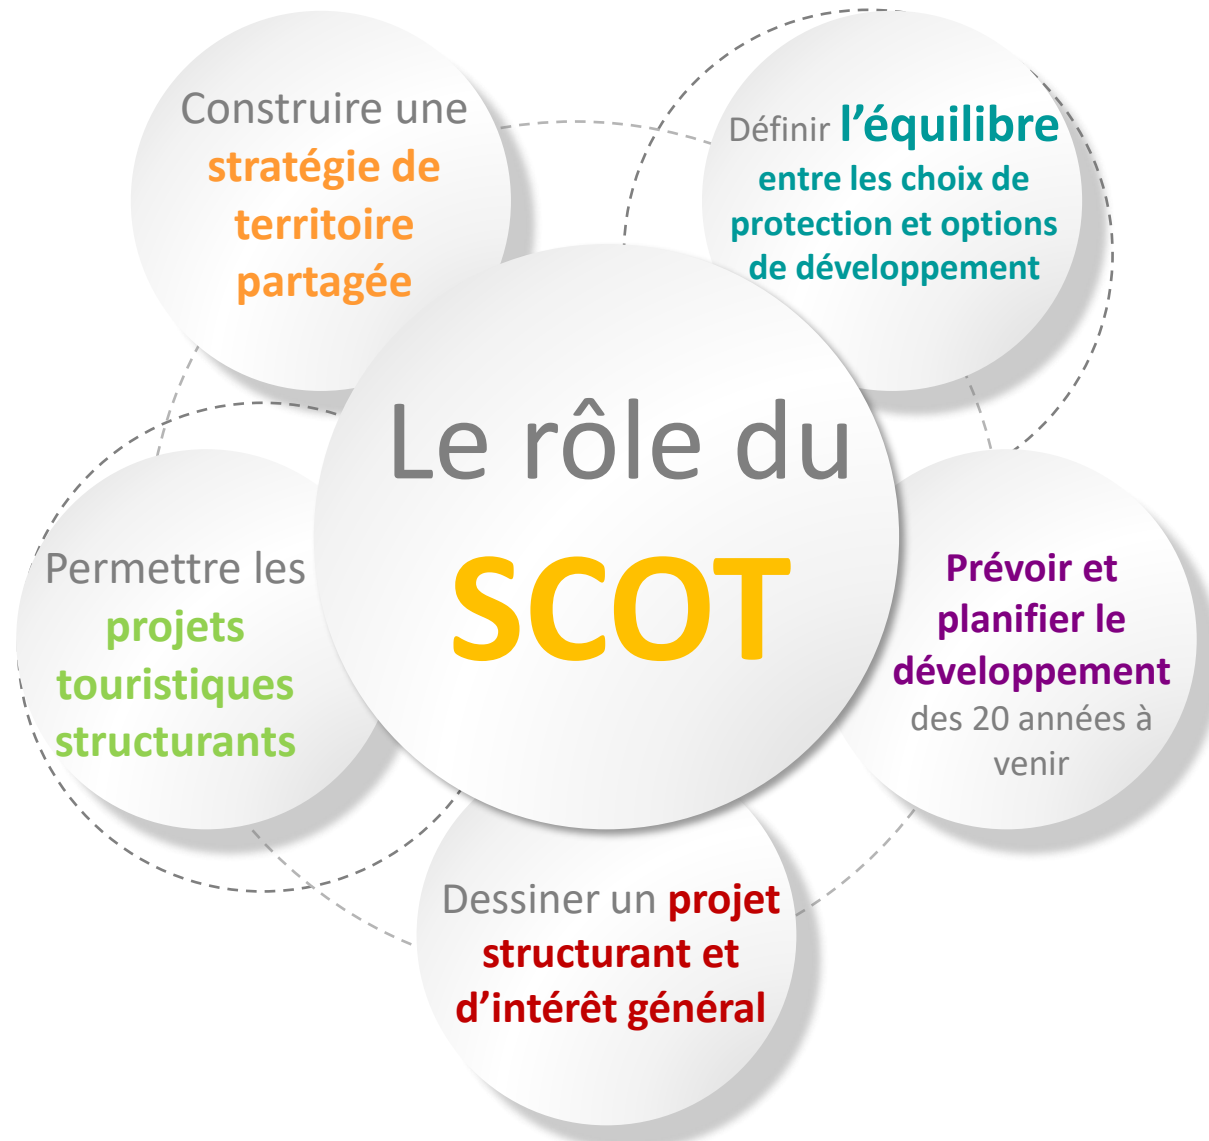 Construire une
stratégie de
territoire
partagée
Définir l’équilibre
entre les choix de
protection et options
de développement
Le rôle du
SCOT
Permettre les
projets
touristiques
structurants
Prévoir et
planifier le
développement
des 20 années à
venir
Dessiner un projet
structurant et
d’intérêt général